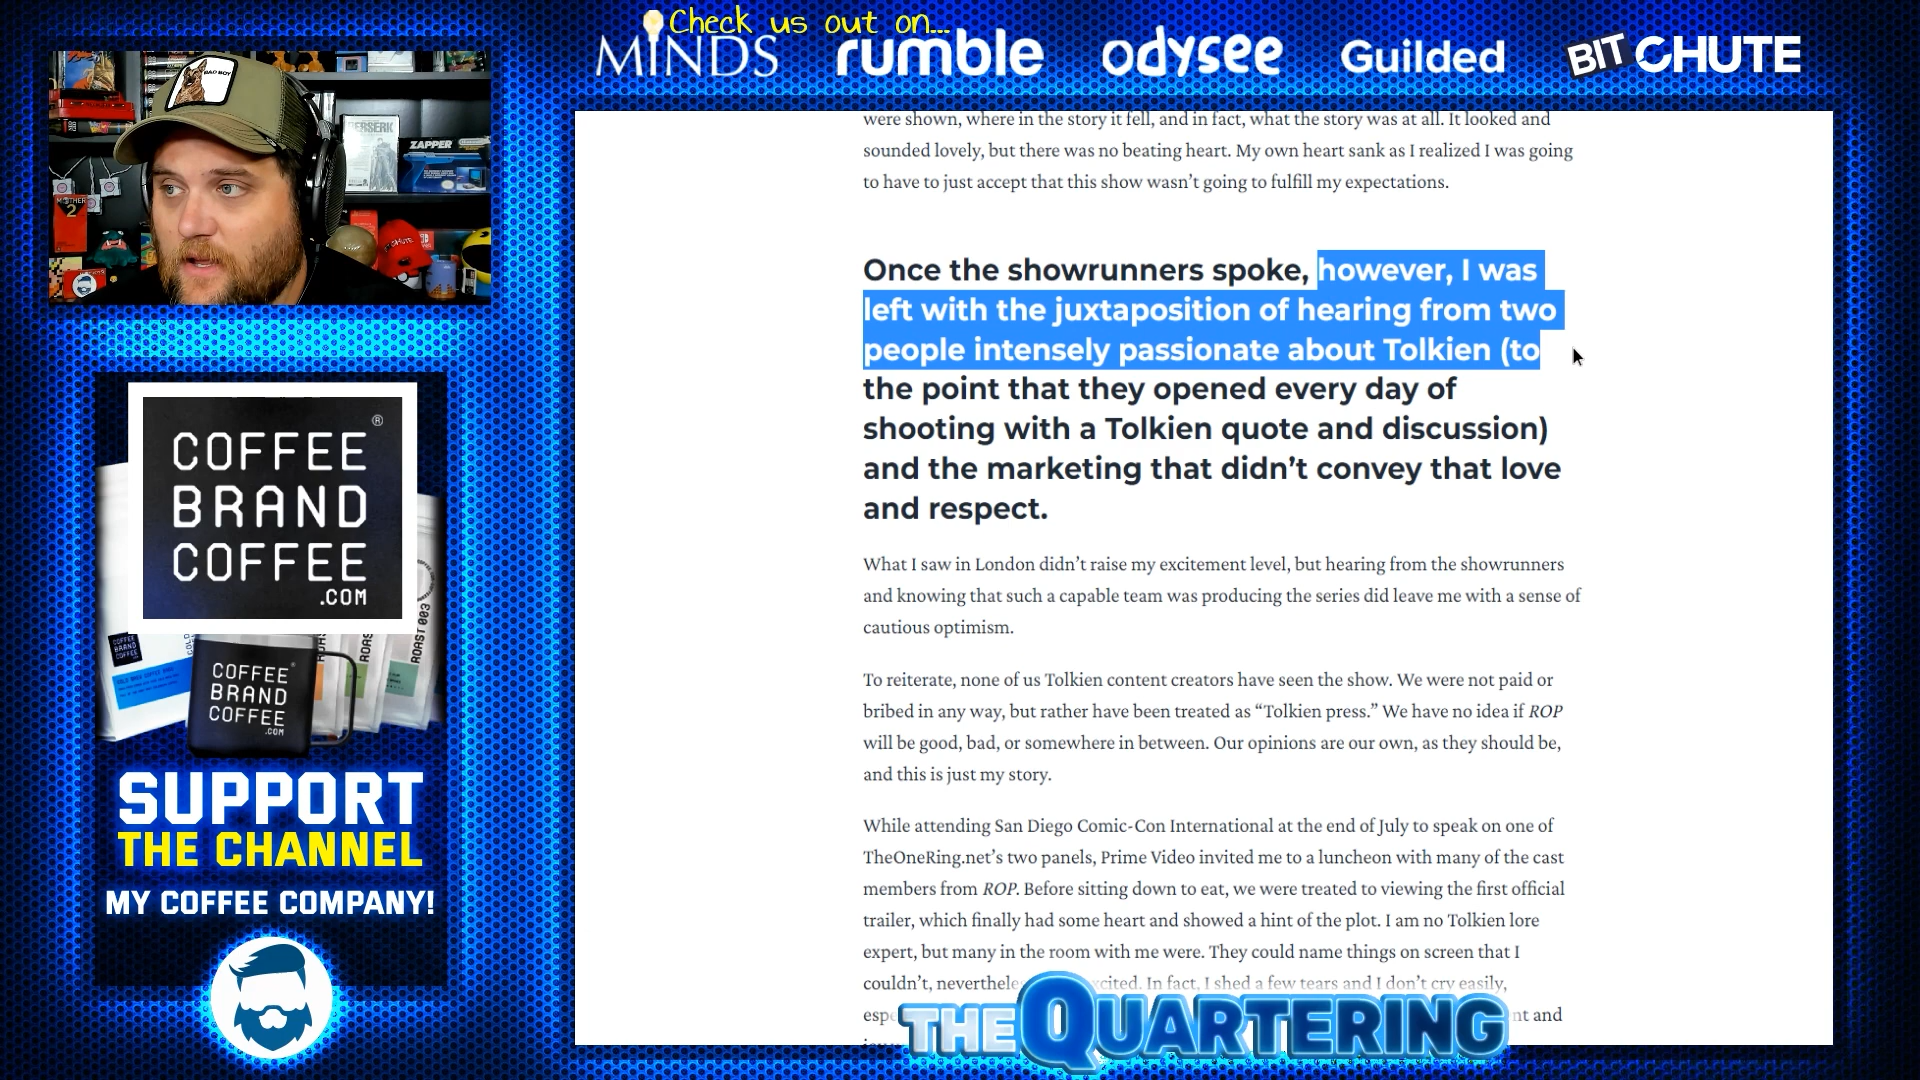 Check us out on...
MINDS rumble odysee Guilded BITCHUTE
BAD BOY
BERSERK
ZAPPER
MOTHER
2
were shown, where in the story it fell, and in fact, what the story was at all. It looked and
sounded lovely, but there was no beating heart. My own heart sank as I realized I was going
to have to just accept that this show wasn’t going to fulfill my expectations.
Once the showrunners spoke, however, I was
left with the juxtaposition of hearing from two
people intensely passionate about Tolkien (to
the point that they opened every day of
shooting with a Tolkien quote and discussion)
and the marketing that didn’t convey that love
and respect.
What I saw in London didn’t raise my excitement level, but hearing from the showrunners
and knowing that such a capable team was producing the series did leave me with a sense of
cautious optimism.
To reiterate, none of us Tolkien content creators have seen the show. We were not paid or
bribed in any way, but rather have been treated as “Tolkien press.” We have no idea if ROP
will be good, bad, or somewhere in between. Our opinions are our own, as they should be,
and this is just my story.
While attending San Diego Comic-Con International at the end of July to speak on one of
TheOneRing.net’s two panels, Prime Video invited me to a luncheon with many of the cast
members from ROP. Before sitting down to eat, we were treated to viewing the first official
trailer, which finally had some heart and showed a hint of the plot. I am no Tolkien lore
expert, but many in the room with me were. They could name things on screen that I
couldn’t, In fact, I shed a few tears and I don’t cry easily,
and
COFFEE ®
BRAND
COFFEE
.COM
ROAST 003
ROAST
COFFEE ®
BRAND
COFFEE
.COM
SUPPORT
THE CHANNEL
MY COFFEE COMPANY!
THE QUARTERING